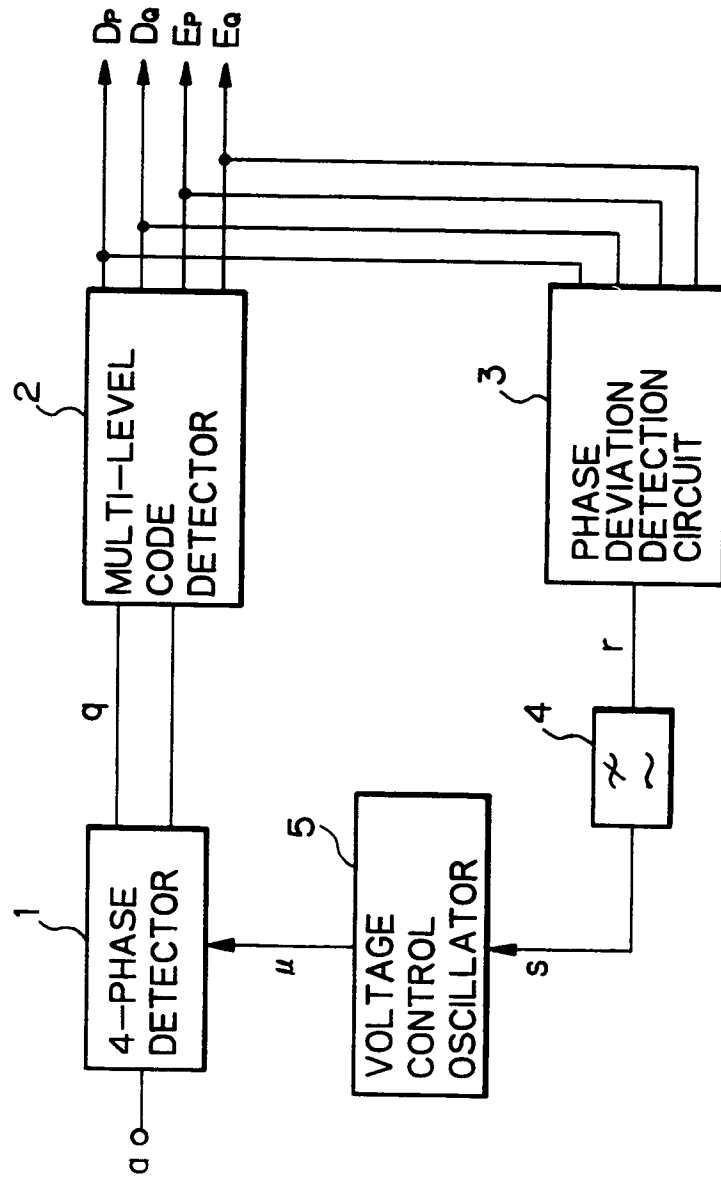 a
1
4-PHASE
DETECTOR
q
2
MULTI-LEVEL
CODE
DETECTOR
DP
DQ
EP
EQ
μ
5
VOLTAGE
CONTROL
OSCILLATOR
s
4
r
3
PHASE
DEVIATION
DETECTION
CIRCUIT